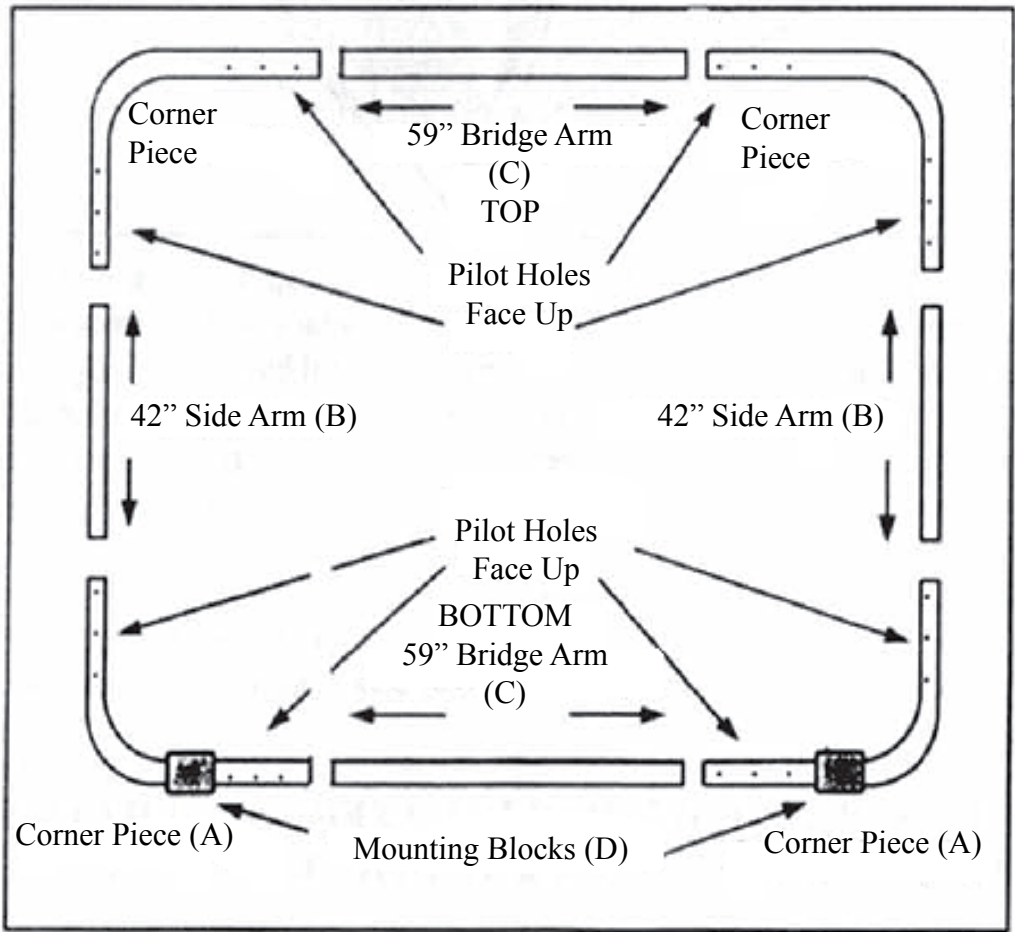 Corner
Piece
59” Bridge Arm
(C)
TOP
Corner
Piece
Pilot Holes
Face Up
42” Side Arm (B)
42” Side Arm (B)
Pilot Holes
Face Up
BOTTOM
59” Bridge Arm
(C)
Corner Piece (A)
Mounting Blocks (D)
Corner Piece (A)